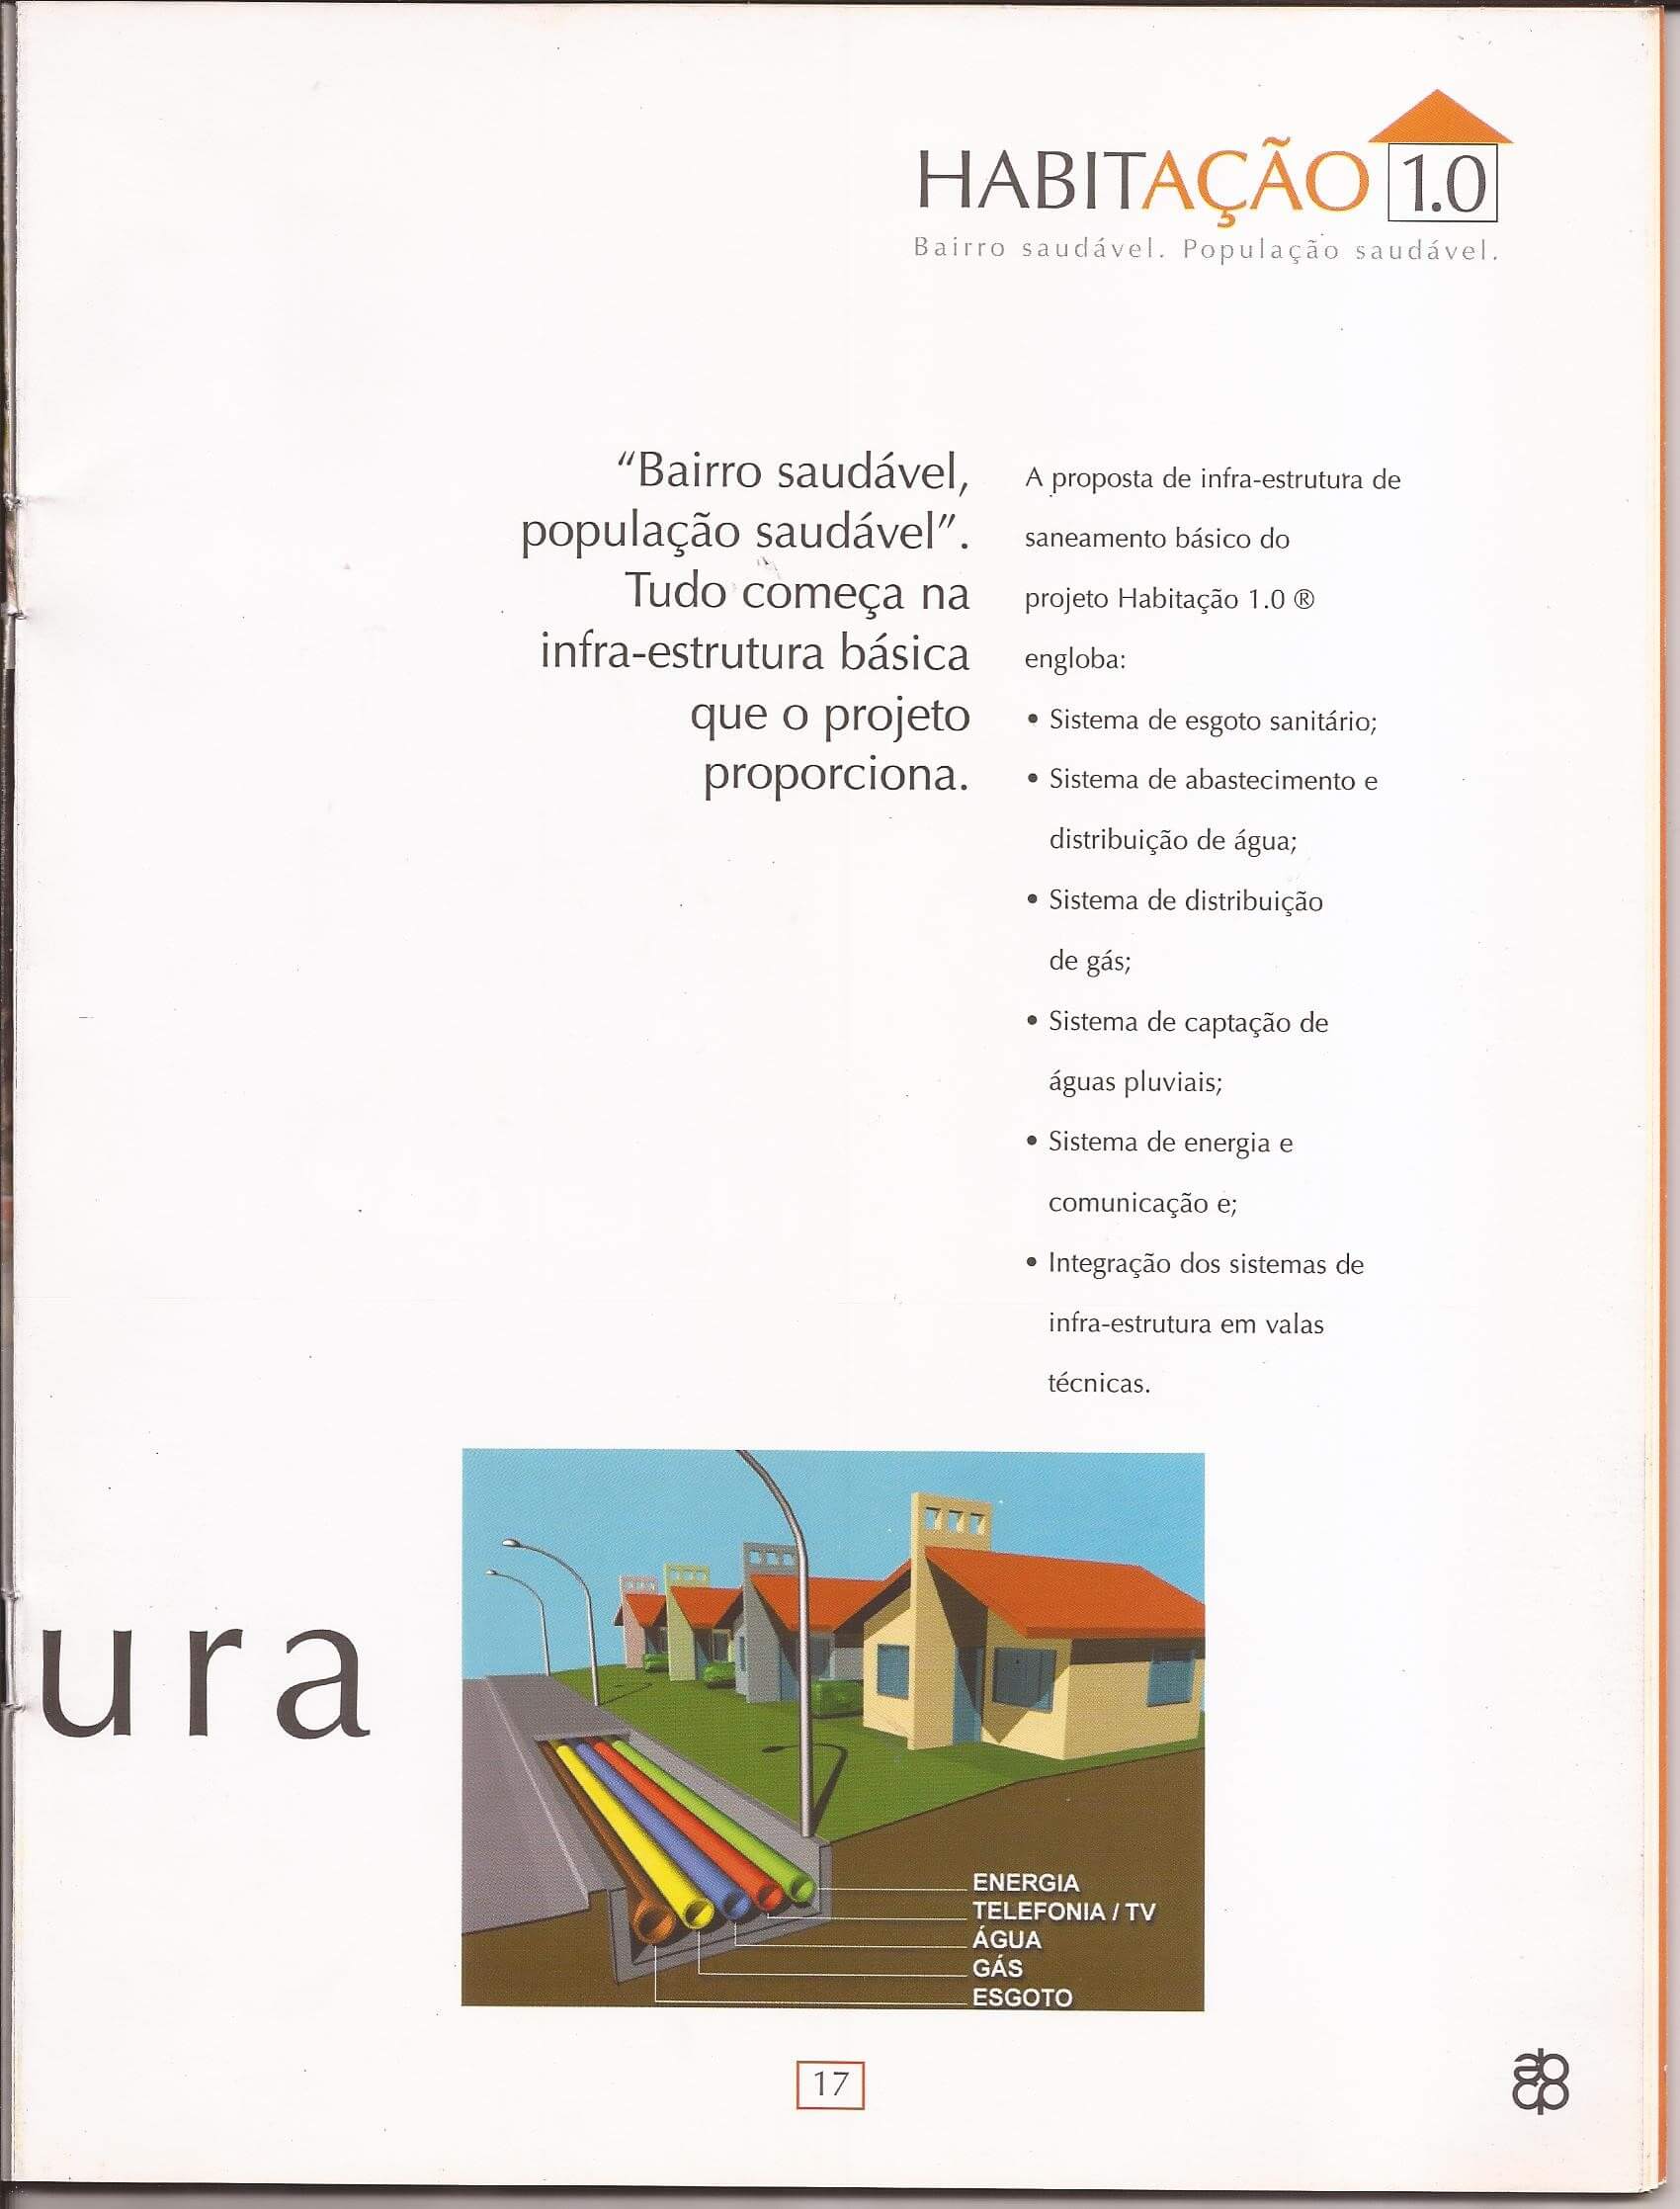 HABITAÇÃO 1.0
Bairro saudável. População saudável.
“Bairro saudável,
população saudável”.
Tudo começa na
infra-estrutura básica
que o projeto
proporciona.
A proposta de infra-estrutura de
saneamento básico do
projeto Habitação 1.0 ®
engloba:
• Sistema de esgoto sanitário;
• Sistema de abastecimento e
distribuição de água;
• Sistema de distribuição
de gás;
• Sistema de captação de
águas pluviais;
• Sistema de energia e
comunicação e;
• Integração dos sistemas de
infra-estrutura em valas
técnicas.
ura
ENERGIA
TELEFONIA / TV
ÁGUA
GÁS
ESGOTO
17
abcp